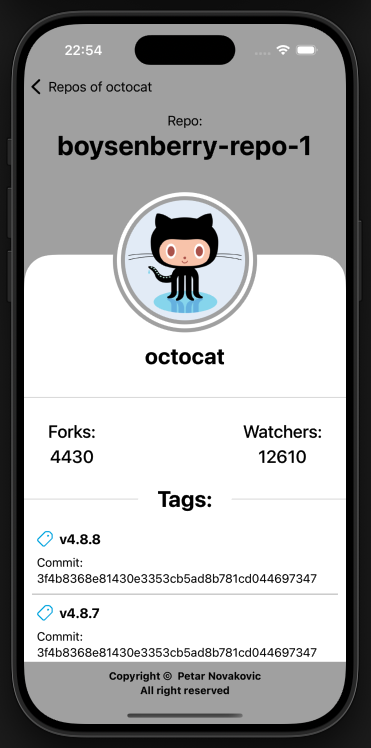 22:54
Repos of octocat
Repo:
boysenberry-repo-1
octocat
Forks: Watchers:
4430 12610
Tags:
v4.8.8
Commit:
3f4b8368e81430e3353cb5ad8b781cd044697347
v4.8.7
Commit:
3f4b8368e81430e3353cb5ad8b781cd044697347
Copyright © Petar Novakovic
All right reserved